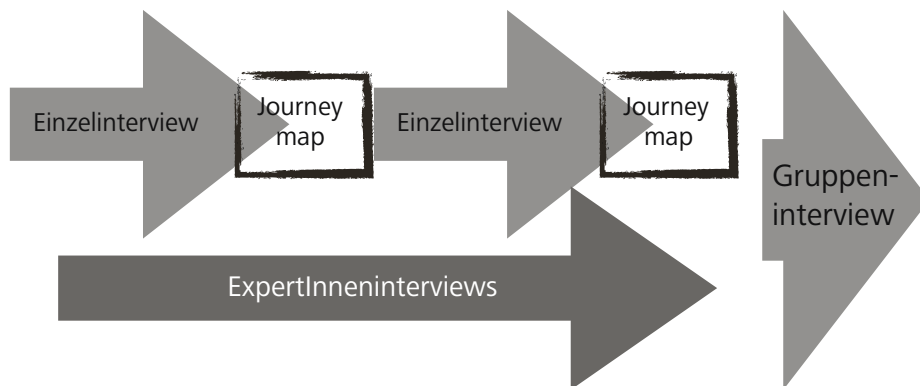 Einzelinterview
Journey
map
Einzelinterview
Journey
map
Gruppen-
interview
ExpertInneninterviews